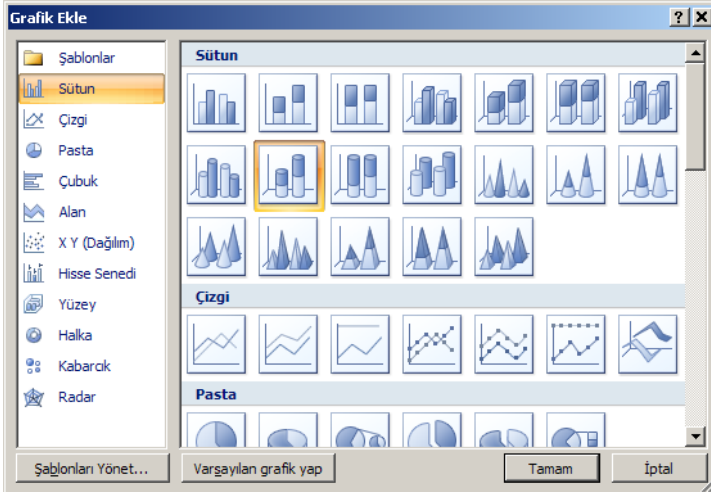 Grafik Ekle
Şablonlar
Sütun
Çizgi
Pasta
Çubuk
Alan
X Y (Dağılım)
Hisse Senedi
Yüzey
Halka
Kabarcık
Radar
Sütun
Çizgi
Pasta
Şablonları Yönet...
Varsayılan grafik yap
Tamam
İptal